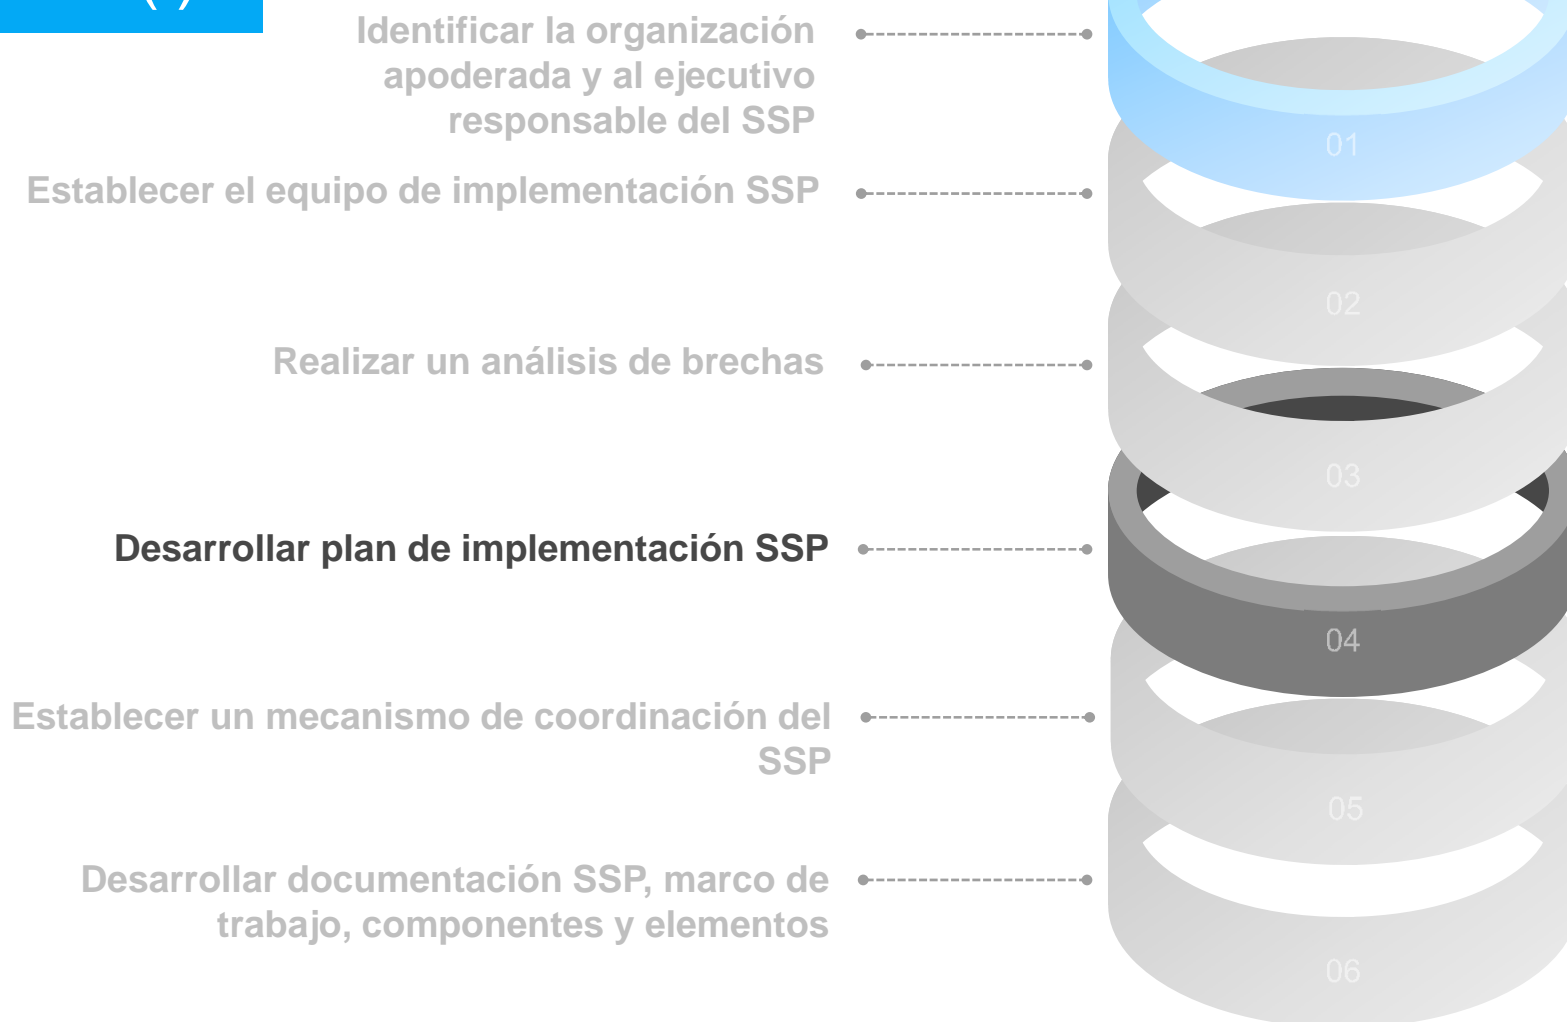 Identificar la organización
apoderada y al ejecutivo
responsable del SSP
01
Establecer el equipo de implementación SSP
02
Realizar un análisis de brechas
03
Desarrollar plan de implementación SSP
04
Establecer un mecanismo de coordinación del
SSP
05
Desarrollar documentación SSP, marco de
trabajo, componentes y elementos
06